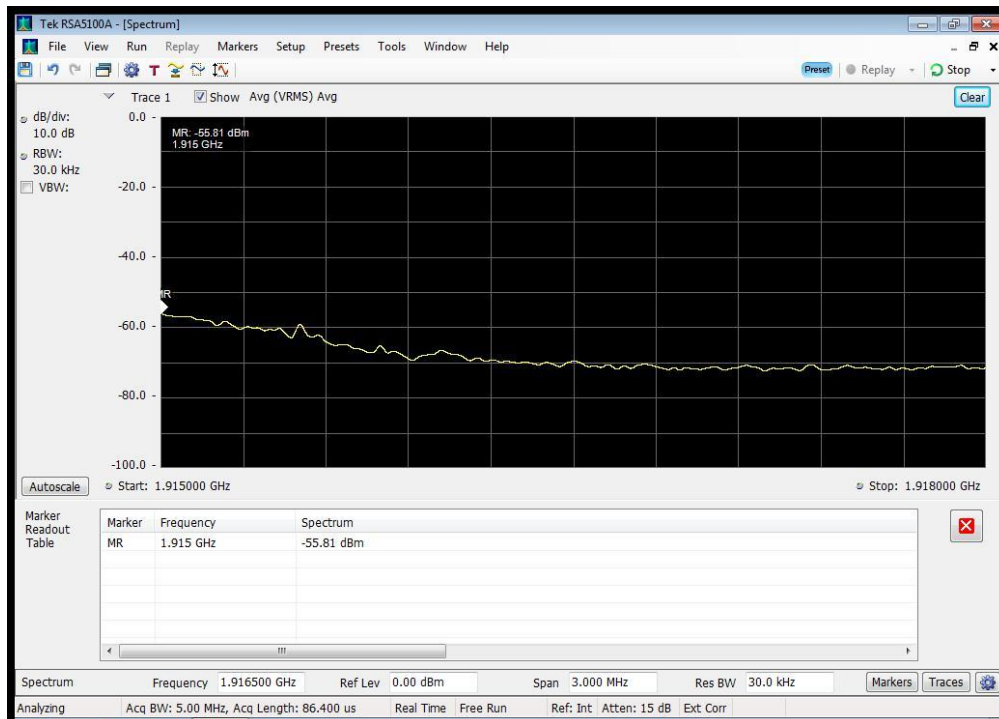 Tek RSA5100A - [Spectrum]
File View Run Replay Markers Setup Presets Tools Window Help
T Preset Replay Stop
Trace 1 Show Avg (VRMS) Avg Clear
dB/div:
10.0 dB
RBW:
30.0 kHz
VBW:
0.0
-20.0
-40.0
-60.0
-80.0
-100.0
MR: -55.81 dBm
1.915 GHz
MR
Autoscale Start: 1.915000 GHz Stop: 1.918000 GHz
Marker
Readout
Table
Marker Frequency Spectrum
MR 1.915 GHz -55.81 dBm
Spectrum Frequency 1.916500 GHz Ref Lev 0.00 dBm Span 3.000 MHz Res BW 30.0 kHz Markers Traces
Analyzing Acq BW: 5.00 MHz, Acq Length: 86.400 us Real Time Free Run Ref: Int Atten: 15 dB Ext Corr